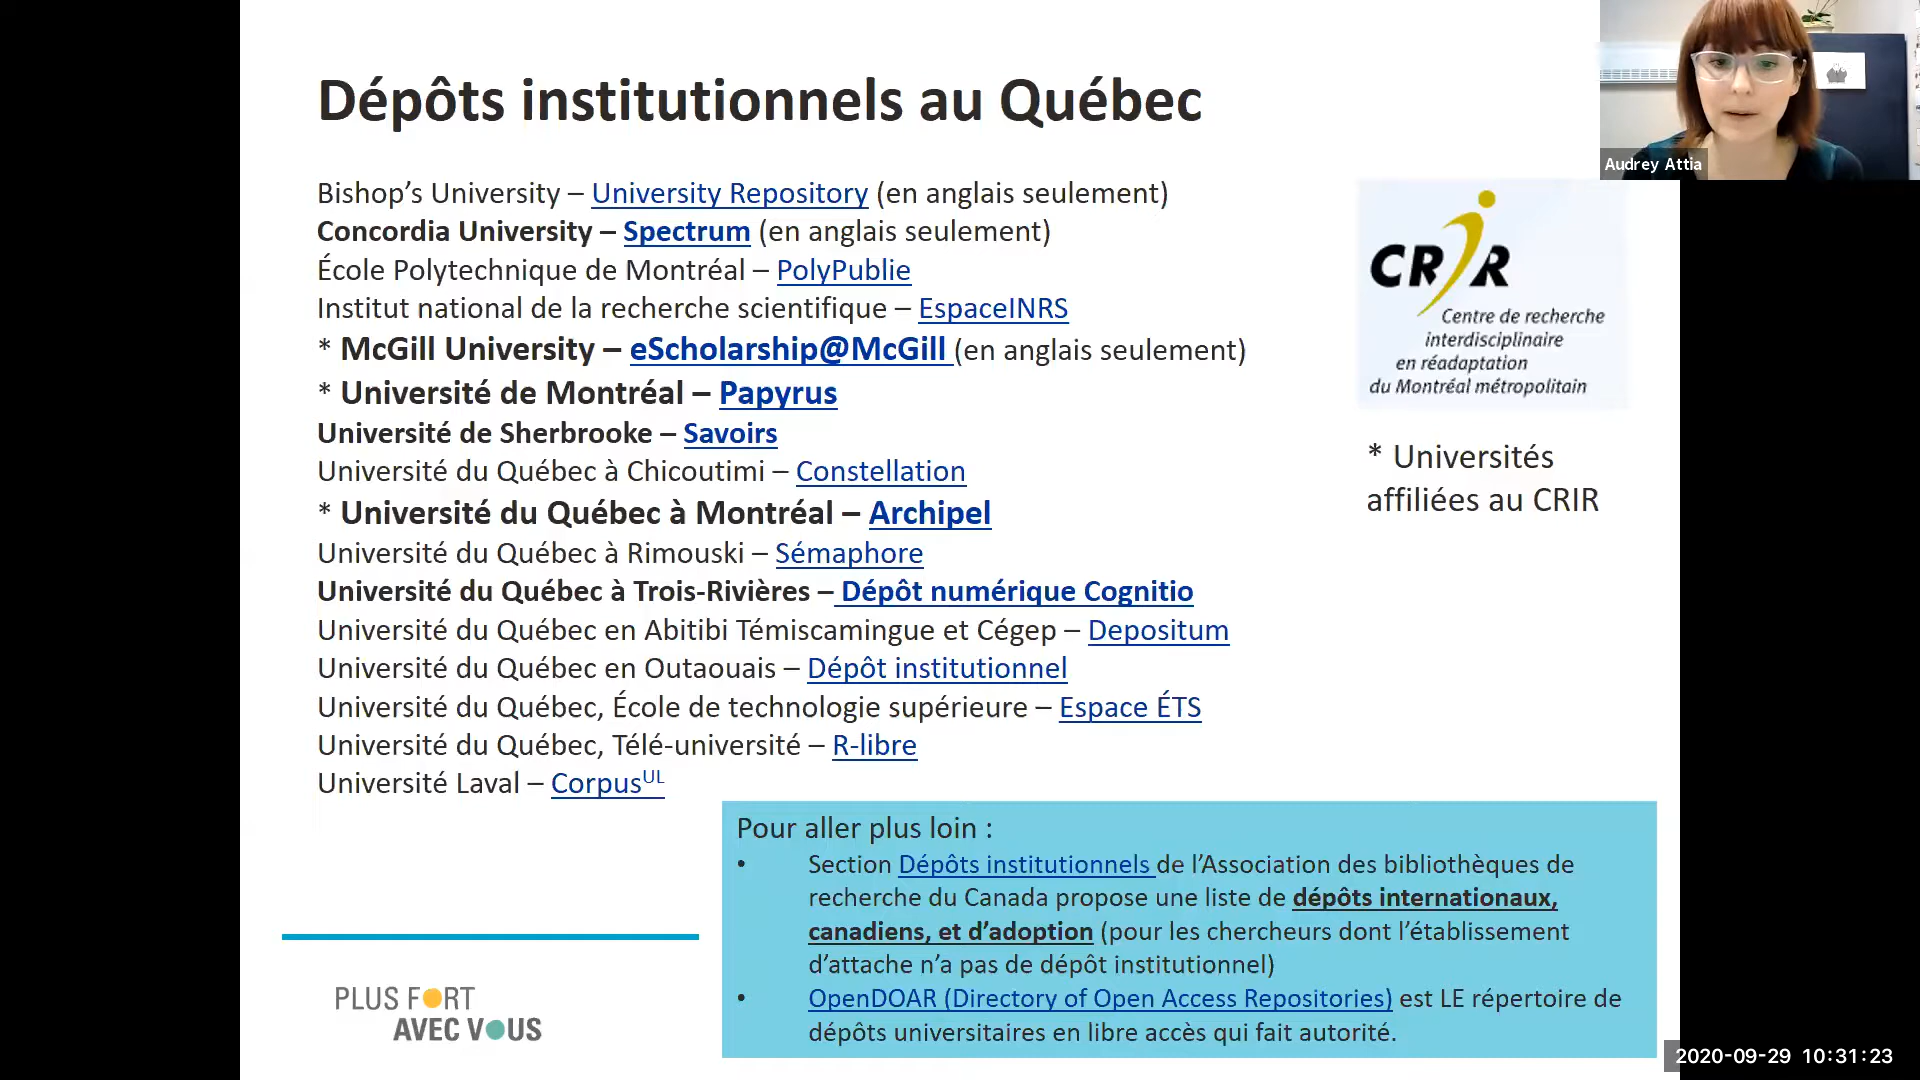 Dépôts institutionnels au Québec
Audrey Attia
Bishop’s University – University Repository (en anglais seulement)
Concordia University – Spectrum (en anglais seulement)
École Polytechnique de Montréal – PolyPublie
Institut national de la recherche scientifique – EspaceINRS
* McGill University – eScholarship@McGill (en anglais seulement)
* Université de Montréal – Papyrus
Université de Sherbrooke – Savoirs
Université du Québec à Chicoutimi – Constellation
* Université du Québec à Montréal – Archipel
Université du Québec à Rimouski – Sémaphore
Université du Québec à Trois-Rivières – Dépôt numérique Cognitio
Université du Québec en Abitibi Témiscamingue et Cégep – Depositum
Université du Québec en Outaouais – Dépôt institutionnel
Université du Québec, École de technologie supérieure – Espace ÉTS
Université du Québec, Télé-université – R-libre
Université Laval – CorpusUL
CRIR
Centre de recherche
interdisciplinaire
en réadaptation
du Montréal métropolitain
* Universités
affiliées au CRIR
Pour aller plus loin :
• Section Dépôts institutionnels de l’Association des bibliothèques de
recherche du Canada propose une liste de dépôts internationaux,
canadiens, et d’adoption (pour les chercheurs dont l’établissement
d’attache n’a pas de dépôt institutionnel)
• OpenDOAR (Directory of Open Access Repositories) est LE répertoire de
dépôts universitaires en libre accès qui fait autorité.
PLUS FORT
AVEC VOUS
2020-09-29 10:31:23